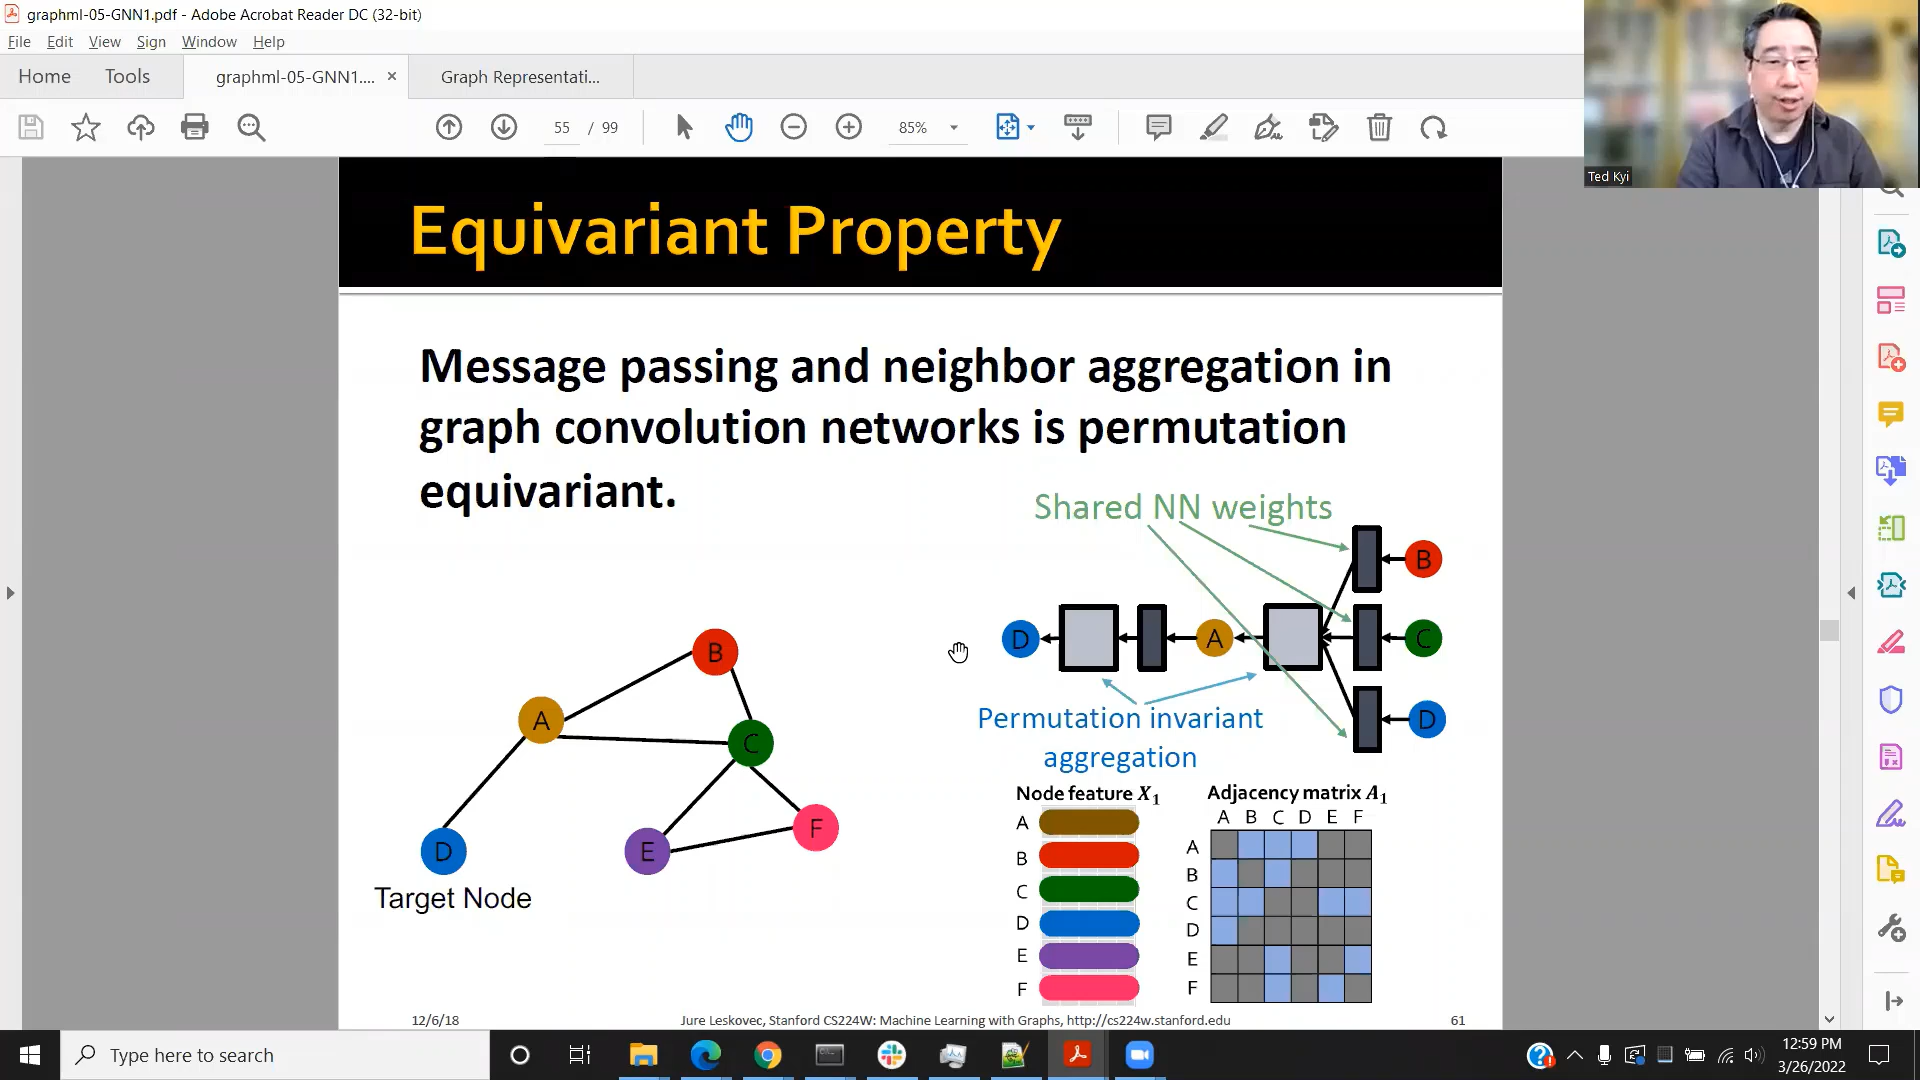 graphml-05-GNN1.pdf - Adobe Acrobat Reader DC (32-bit)
File Edit View Sign Window Help
Home Tools graphml-05-GNN1.... × Graph Representati...
55 / 99 85%
Ted Kyi
Equivariant Property
Message passing and neighbor aggregation in
graph convolution networks is permutation
equivariant.
Shared NN weights
B
D A C
D
Permutation invariant
aggregation
B
A
C
F
D E
Target Node
Node feature X₁
A
B
C
D
E
F
Adjacency matrix A₁
A B C D E F
A
B
C
D
E
F
12/6/18 Jure Leskovec, Stanford CS224W: Machine Learning with Graphs, http://cs224w.stanford.edu 61
Type here to search
12:59 PM
3/26/2022